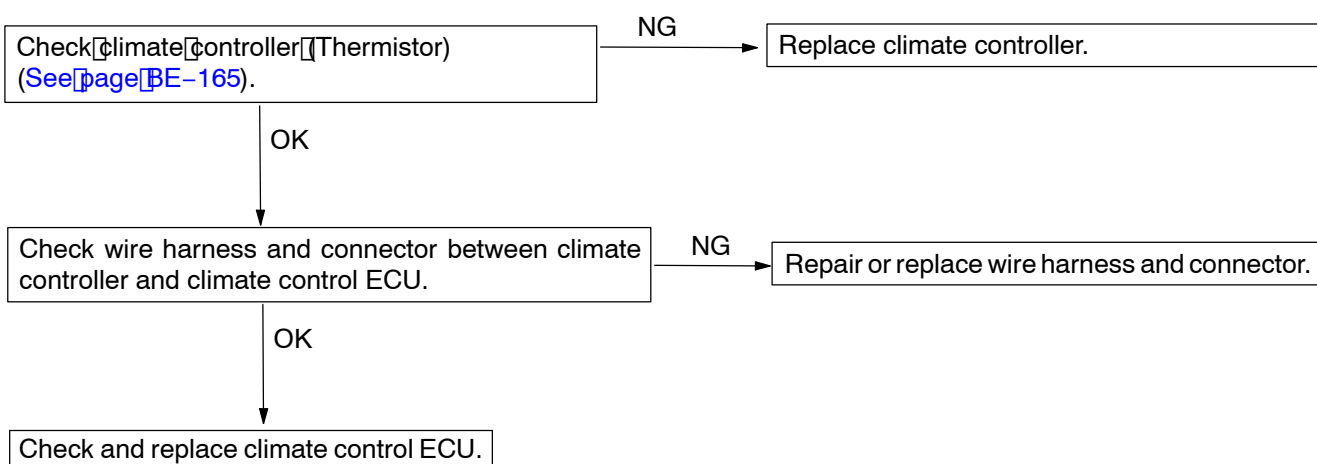 Check climate controller (Thermistor)
(See page BE–165).
NG
Replace climate controller.
OK
Check wire harness and connector between climate
controller and climate control ECU.
NG
Repair or replace wire harness and connector.
OK
Check and replace climate control ECU.